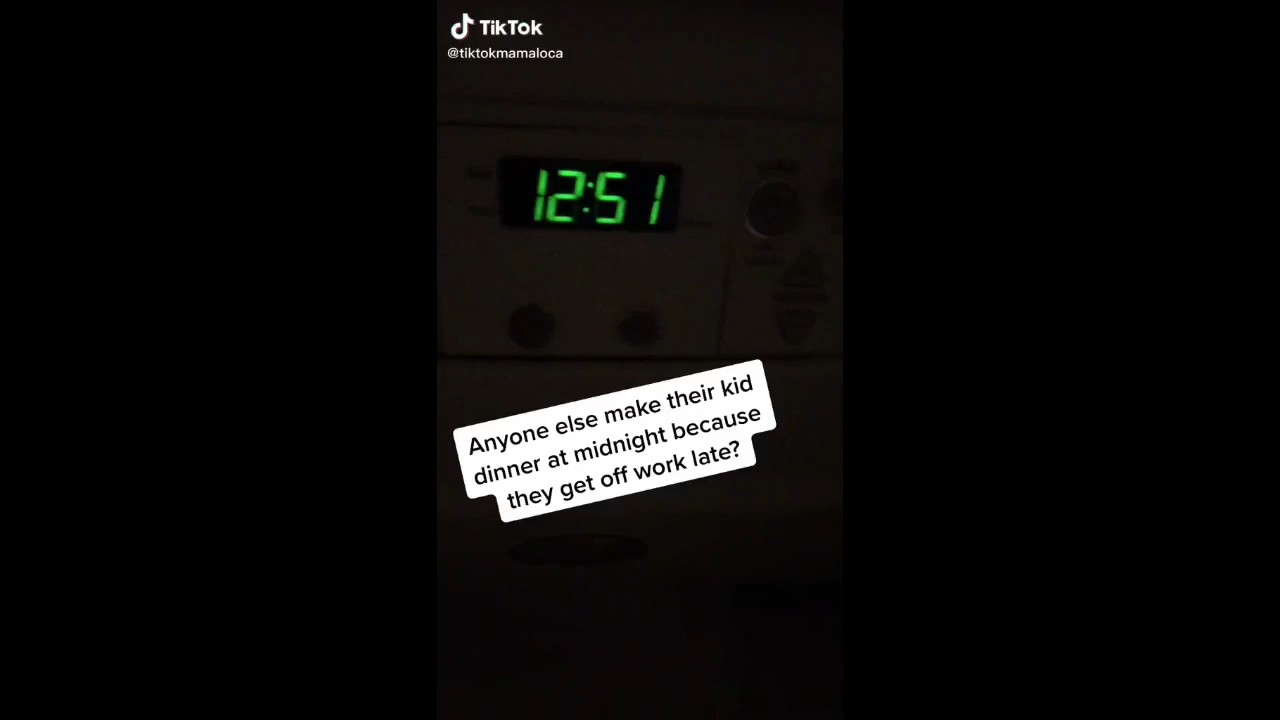 TikTok
@tiktokmamaloca
12:51
Anyone else make their kid
dinner at midnight because
they get off work late?